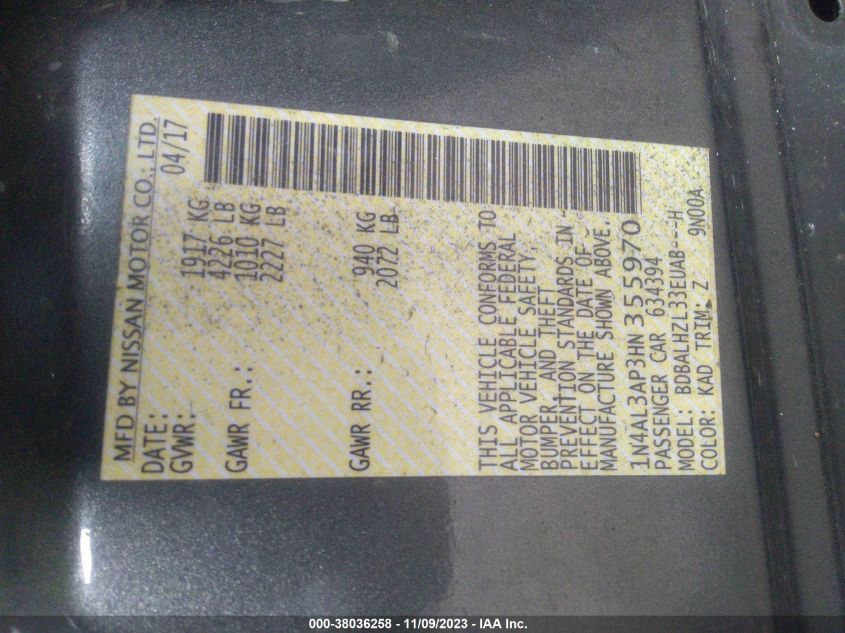 MFD BY NISSAN MOTOR CO., LTD.
DATE: 04/17
GVWR: 1917 KG
4226 LB
GAWR FR.: 1010 KG
2227 LB
GAWR RR.: 940 KG
2072 LB
THIS VEHICLE CONFORMS TO
ALL APPLICABLE FEDERAL
MOTOR VEHICLE SAFETY,
BUMPER, AND THEFT
PREVENTION STANDARDS IN
EFFECT ON THE DATE OF
MANUFACTURE SHOWN ABOVE.
1N4AL3AP3HN355970
PASSENGER CAR 634394
MODEL: BDBALHZL33EUAB---H
COLOR: KAD TRIM: Z 9N00A
000-38036258 - 11/09/2023 - IAA Inc.